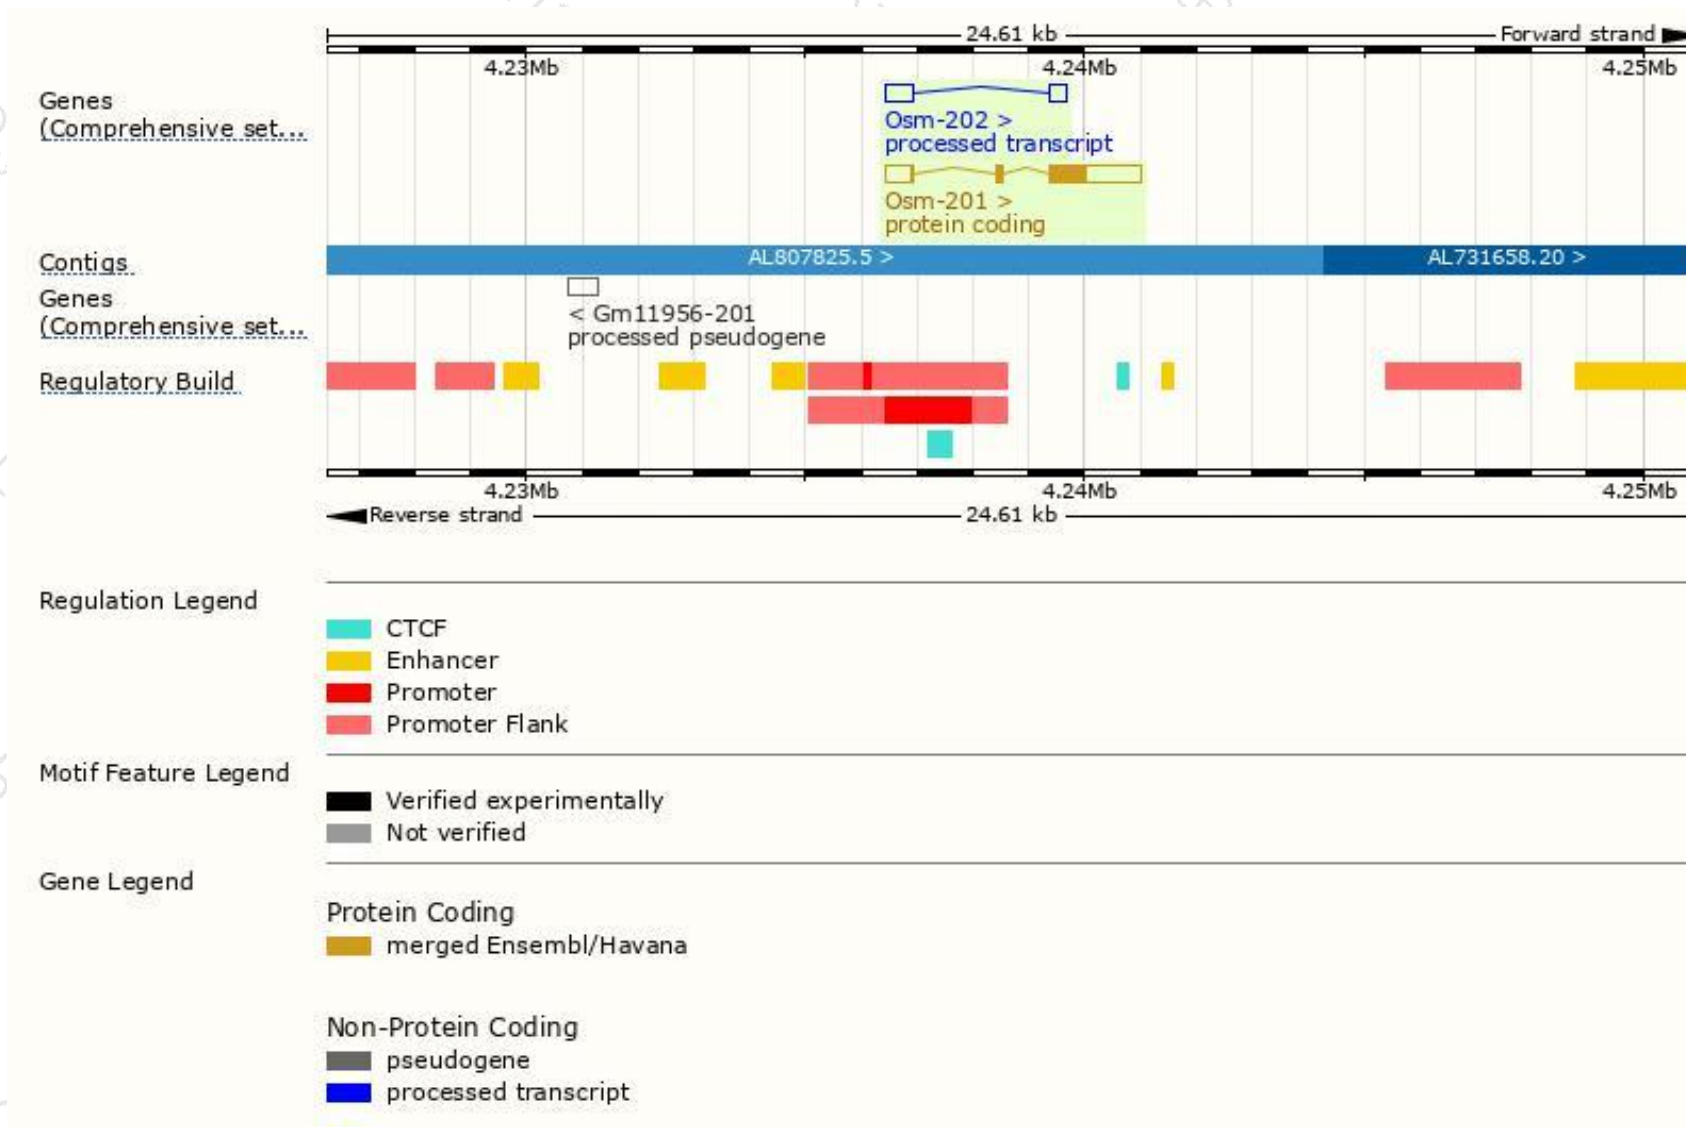 24.61 kb Forward strand
4.23Mb 4.24Mb 4.25Mb
Genes
(Comprehensive set...
Osm-202 >
processed transcript
Osm-201 >
protein coding
Contigs AL807825.5 > AL731658.20 >
Genes
(Comprehensive set...
< Gm11956-201
processed pseudogene
Regulatory Build
4.23Mb 4.24Mb 4.25Mb
Reverse strand 24.61 kb
Regulation Legend
CTCF
Enhancer
Promoter
Promoter Flank
Motif Feature Legend
Verified experimentally
Not verified
Gene Legend
Protein Coding
merged Ensembl/Havana
Non-Protein Coding
pseudogene
processed transcript